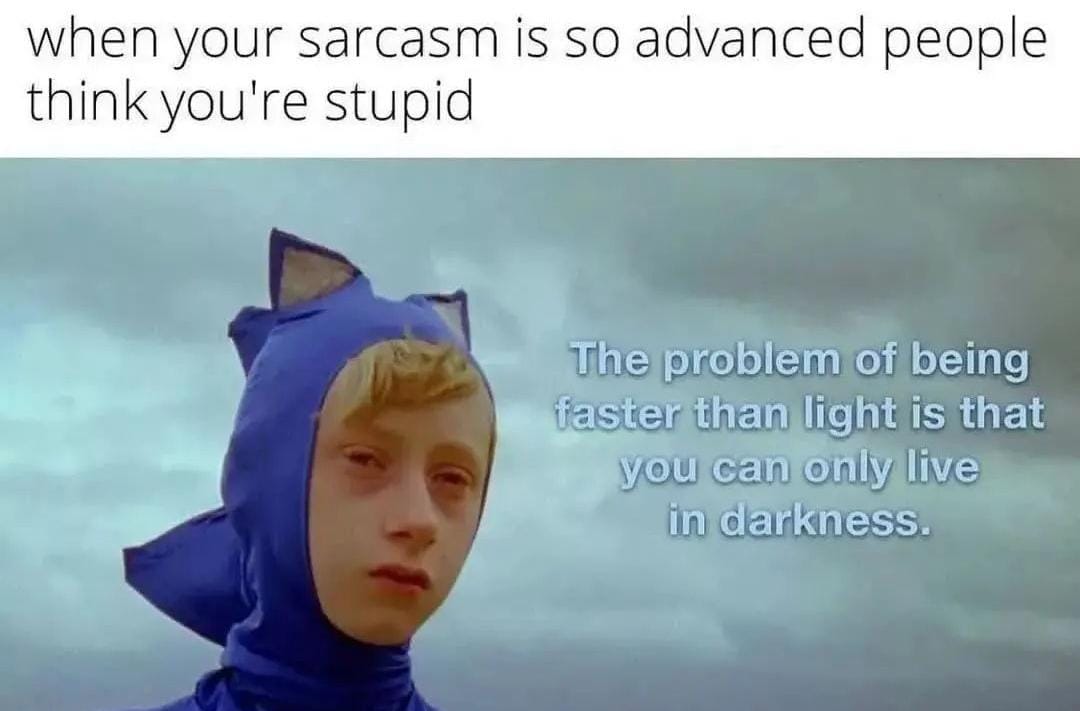 when your sarcasm is so advanced people
think you're stupid
The problem of being
faster than light is that
you can only live
in darkness.